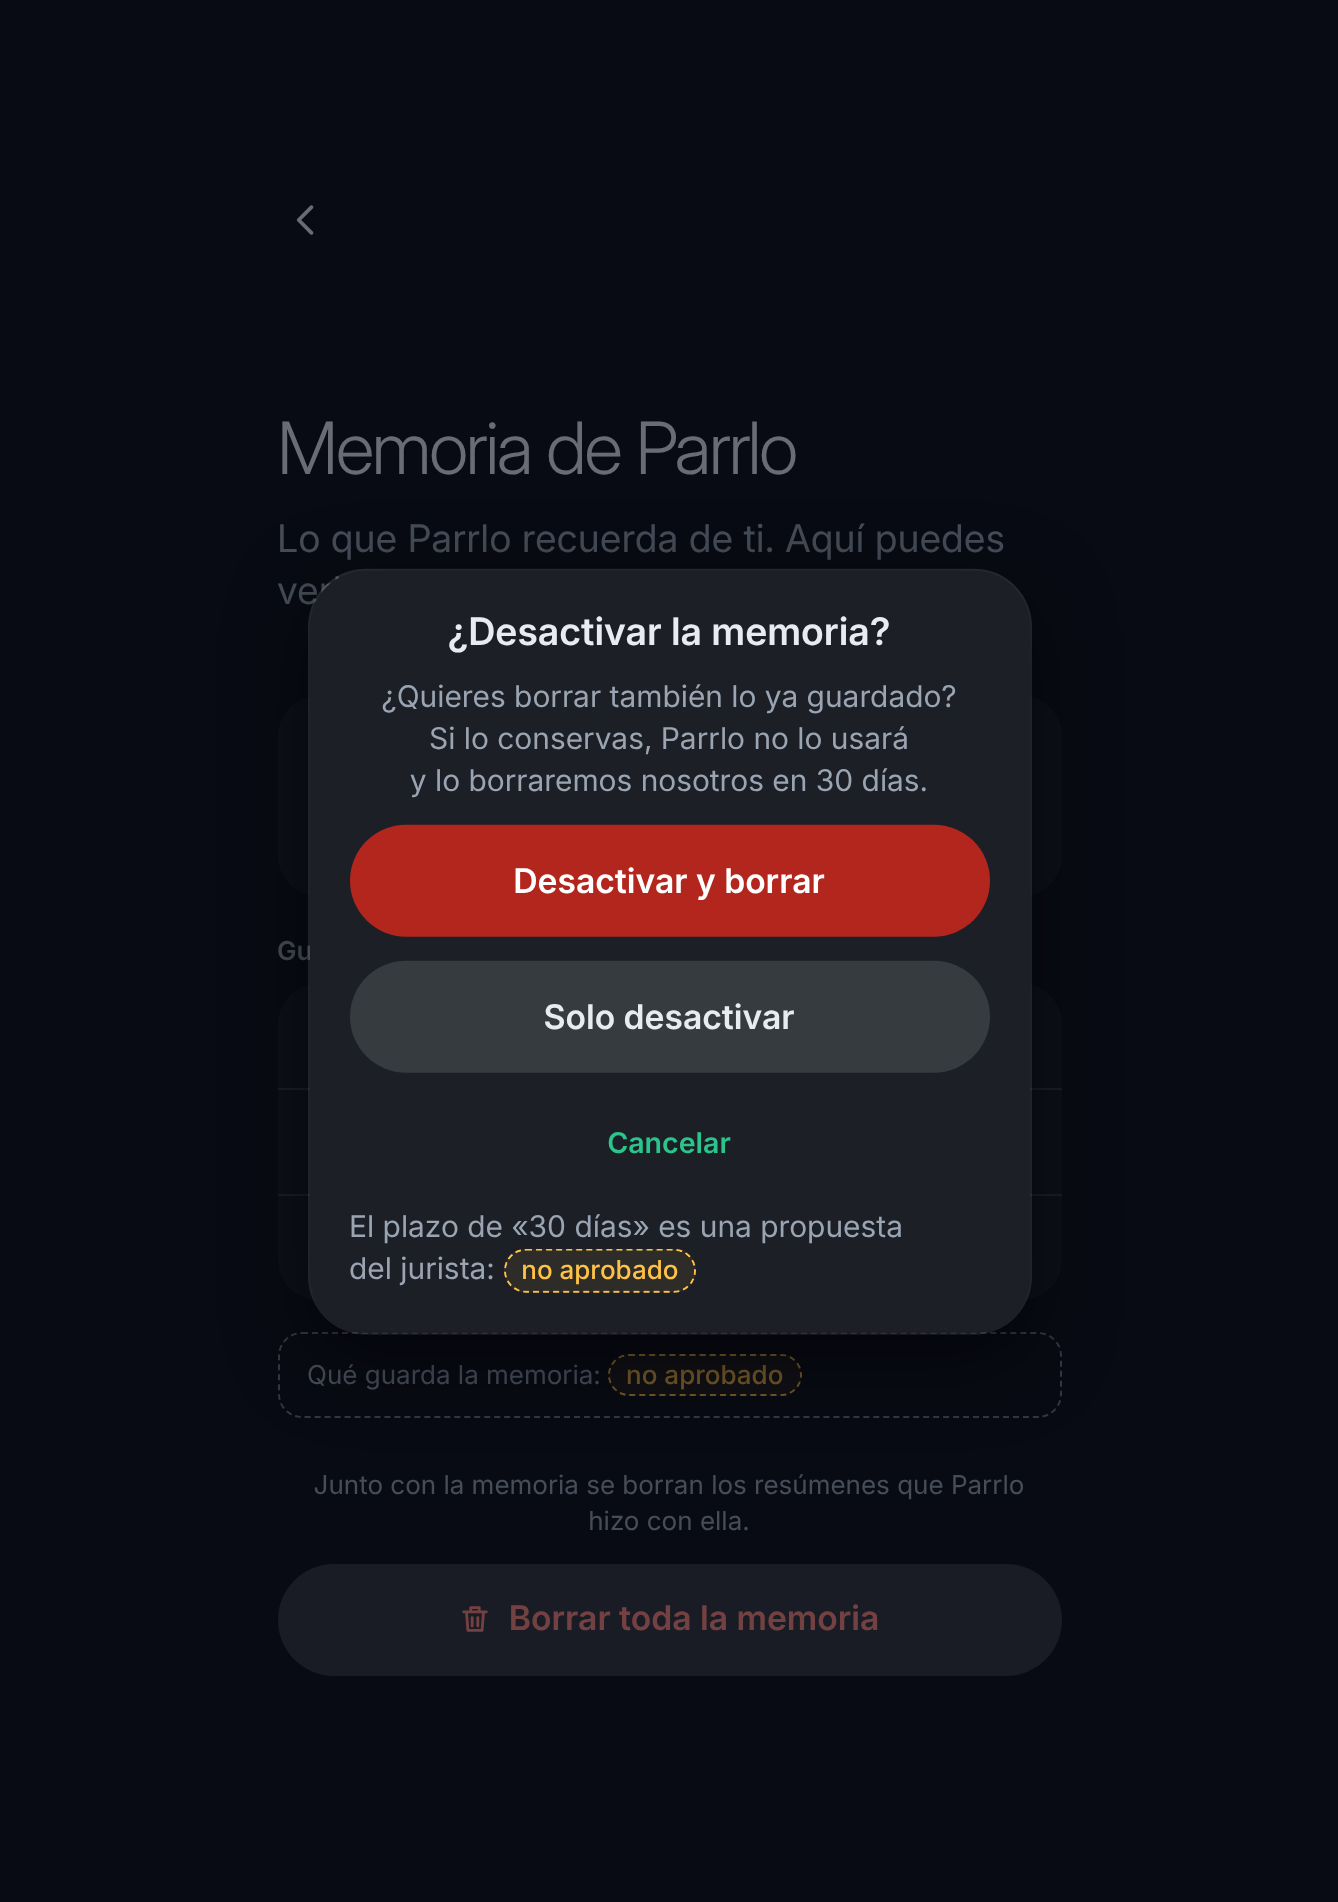 Memoria de Parrlo
Lo que Parrlo recuerda de ti. Aquí puedes
¿Desactivar la memoria?
¿Quieres borrar también lo ya guardado?
Si lo conservas, Parrlo no lo usará
y lo borraremos nosotros en 30 días.
Desactivar y borrar
Solo desactivar
Cancelar
El plazo de «30 días» es una propuesta
del jurista: no aprobado
Qué guarda la memoria: no aprobado
Junto con la memoria se borran los resúmenes que Parrlo
hizo con ella.
Borrar toda la memoria